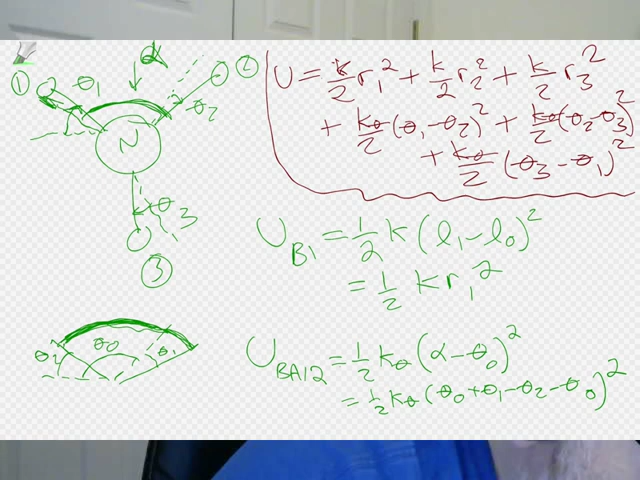 ① θ₁ α ② θ₂
N
θ₃
③
U = k/2 r₁² + k/2 r₂² + k/2 r₃²
+ kθ/2 (θ₁ - θ₂)² + kθ/2 (θ₂ - θ₃)²
+ kθ/2 (θ₃ - θ₁)²
U_B1 = 1/2 k (l₁ - l₀)²
= 1/2 k r₁²
θ₂ θ₀ θ₁
U_BA12 = 1/2 kθ (α - θ₀)²
= 1/2 kθ (θ₀ + θ₁ - θ₂ - θ₀)²